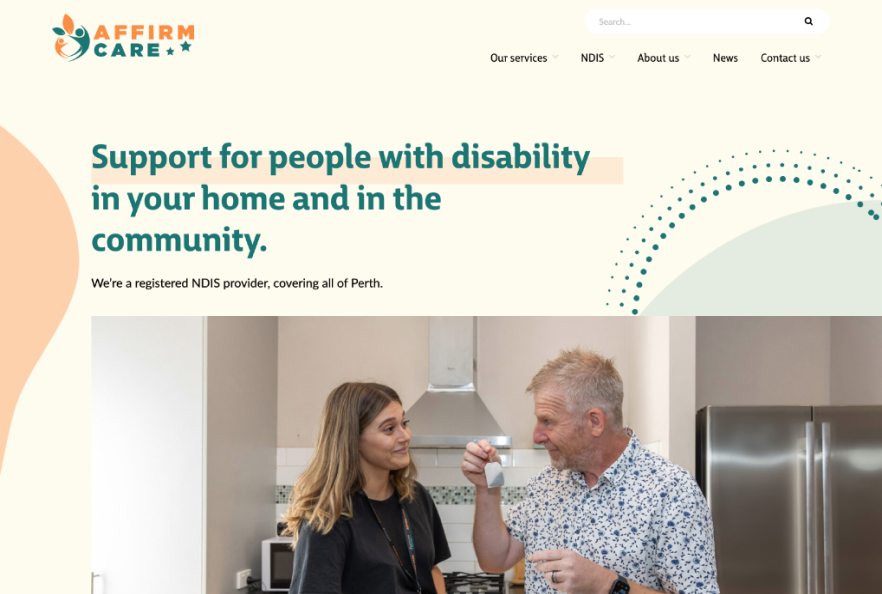 AFFIRM
CARE
Search...
Our services
NDIS
About us
News
Contact us
Support for people with disability
in your home and in the
community.
We're a registered NDIS provider, covering all of Perth.